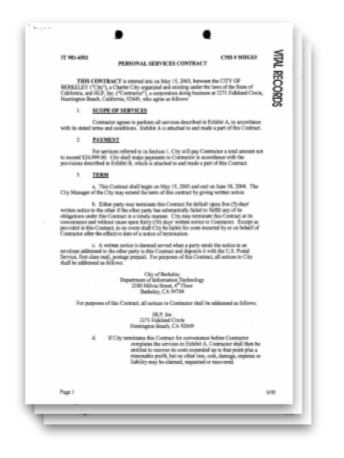 IT 981-4501 CMS # M0EGS3
PERSONAL SERVICES CONTRACT
VITAL RECORDS
THIS CONTRACT is entered into on May 15, 2003, between the CITY OF
BERKELEY ("City"), a Charter City organized and existing under the laws of the State of
California, and HLP, Inc ("Contractor"), a corporation doing business at 3271 Falkland Circle,
Huntington Beach, California, 92649, who agree as follows:
1. SCOPE OF SERVICES
Contractor agrees to perform all services described in Exhibit A, in accordance
with its stated terms and conditions. Exhibit A is attached to and made a part of this Contract.
2. PAYMENT
For services referred to in Section 1, City will pay Contractor a total amount not
to exceed $24,999.00. City shall make payments to Contractor in accordance with the
provisions described in Exhibit B, which is attached to and made a part of this Contract.
3. TERM
a. This Contract shall begin on May 15, 2003 and end on June 30, 2004. The
City Manager of the City may extend the term of this contract by giving written notice.
b. Either party may terminate this Contract for default upon five (5) days'
written notice to the other if the other party has substantially failed to fulfill any of its
obligations under this Contract in a timely manner. City may terminate this Contract at its
convenience and without cause upon thirty (30) days' written notice to Contractor. Except as
provided in this Contract, in no event shall City be liable for costs incurred by or on behalf of
Contractor after the effective date of a notice of termination.
c. A written notice is deemed served when a party sends the notice in an
envelope addressed to the other party to this Contract and deposits it with the U.S. Postal
Service, first class mail, postage prepaid. For purposes of this Contract, all notices to City
shall be addressed as follows:
City of Berkeley
Department of Information Technology
2180 Milvia Street, 4th Floor
Berkeley, CA 94704
For purposes of this Contract, all notices to Contractor shall be addressed as follows:
HLP, Inc
3271 Falkland Circle
Huntington Beach, CA 92649
d. If City terminates this Contract for convenience before Contractor
completes the services in Exhibit A, Contractor shall then be
entitled to recover its costs expended up to that point plus a
reasonable profit, but no other loss, cost, damage, expense or
liability may be claimed, requested or recovered.
Page 1